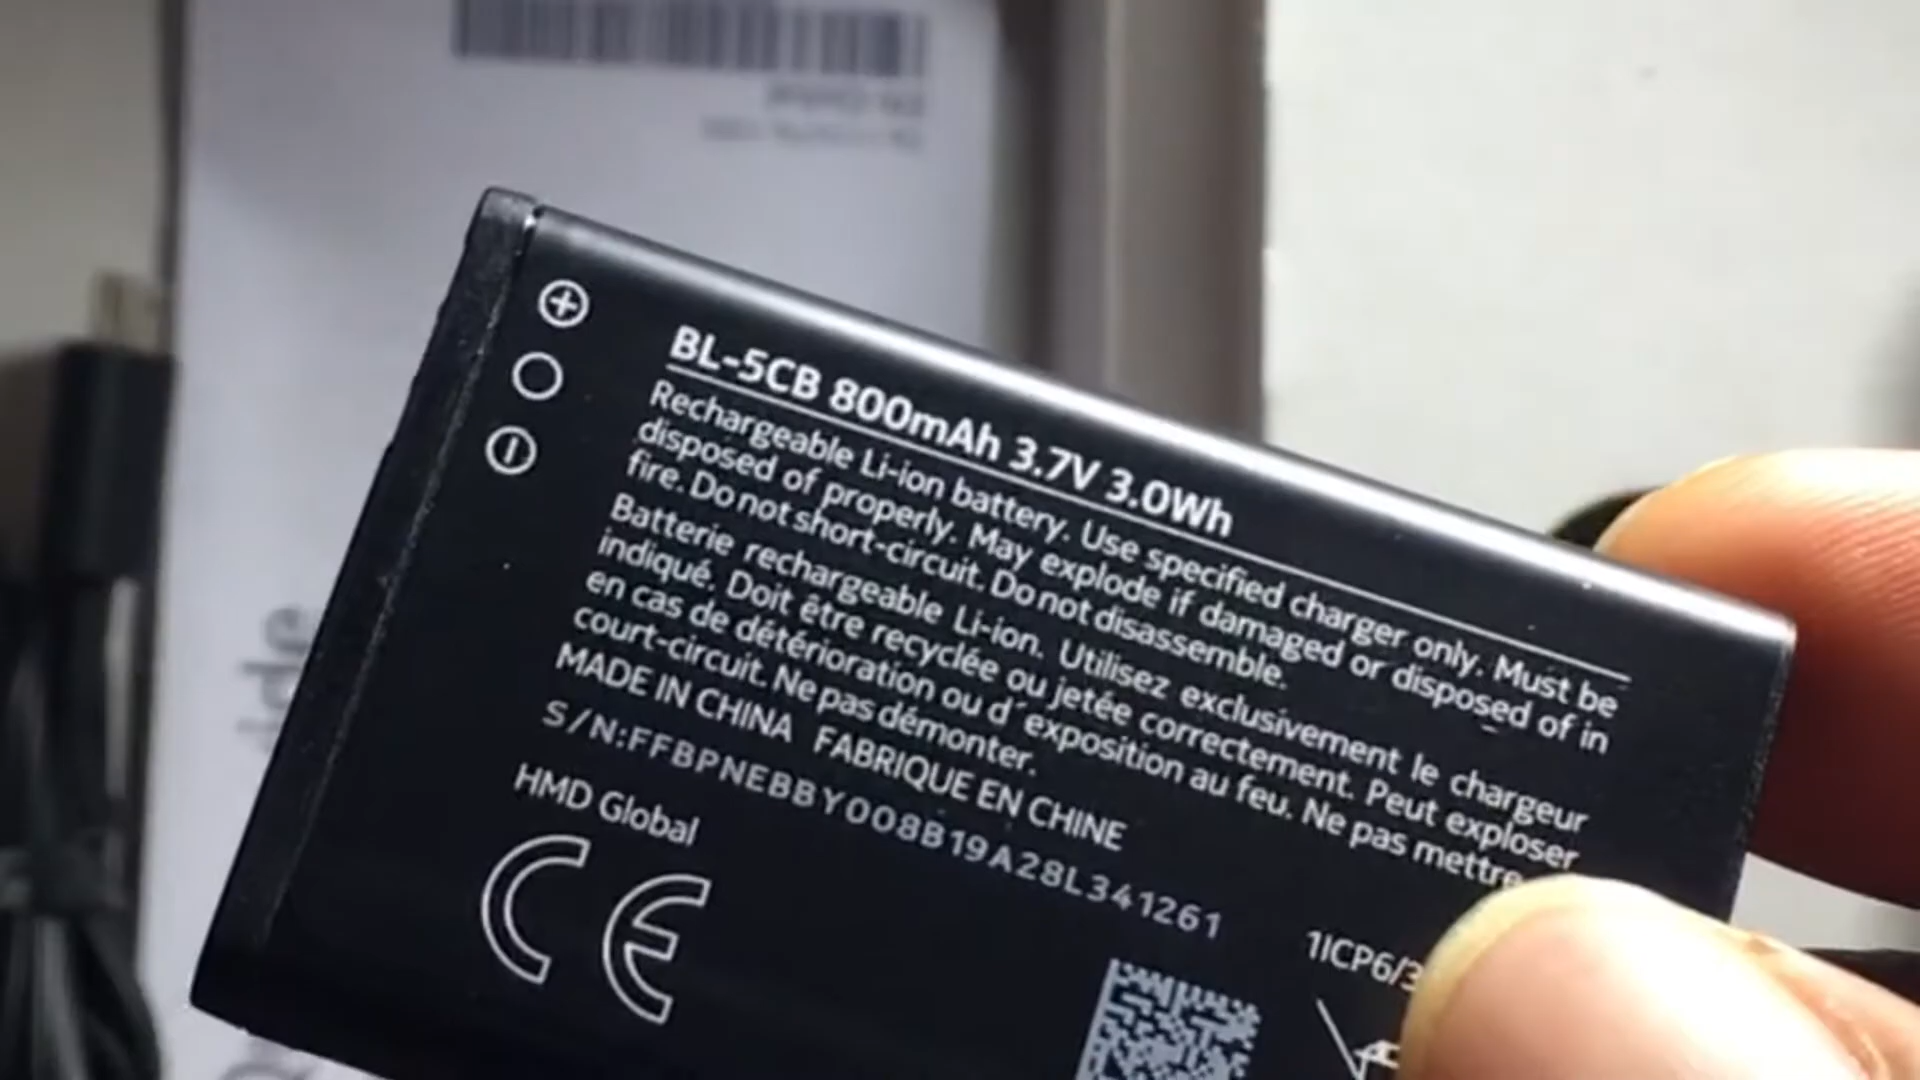 BL-5CB 800mAh 3.7V 3.0Wh
Rechargeable Li-ion battery. Use specified charger only. Must be
disposed of properly. May explode if damaged or disposed of in
fire. Do not short-circuit. Do not disassemble.
Batterie rechargeable Li-ion. Utilisez exclusivement le chargeur
indiqué. Doit être recyclée ou jetée correctement. Peut exploser
en cas de détérioration ou d´exposition au feu. Ne pas mettre
court-circuit. Ne pas démonter.
MADE IN CHINA FABRIQUE EN CHINE
S/N:FFBPNEBBY008B19A28L341261
HMD Global
CE
1ICP6/3